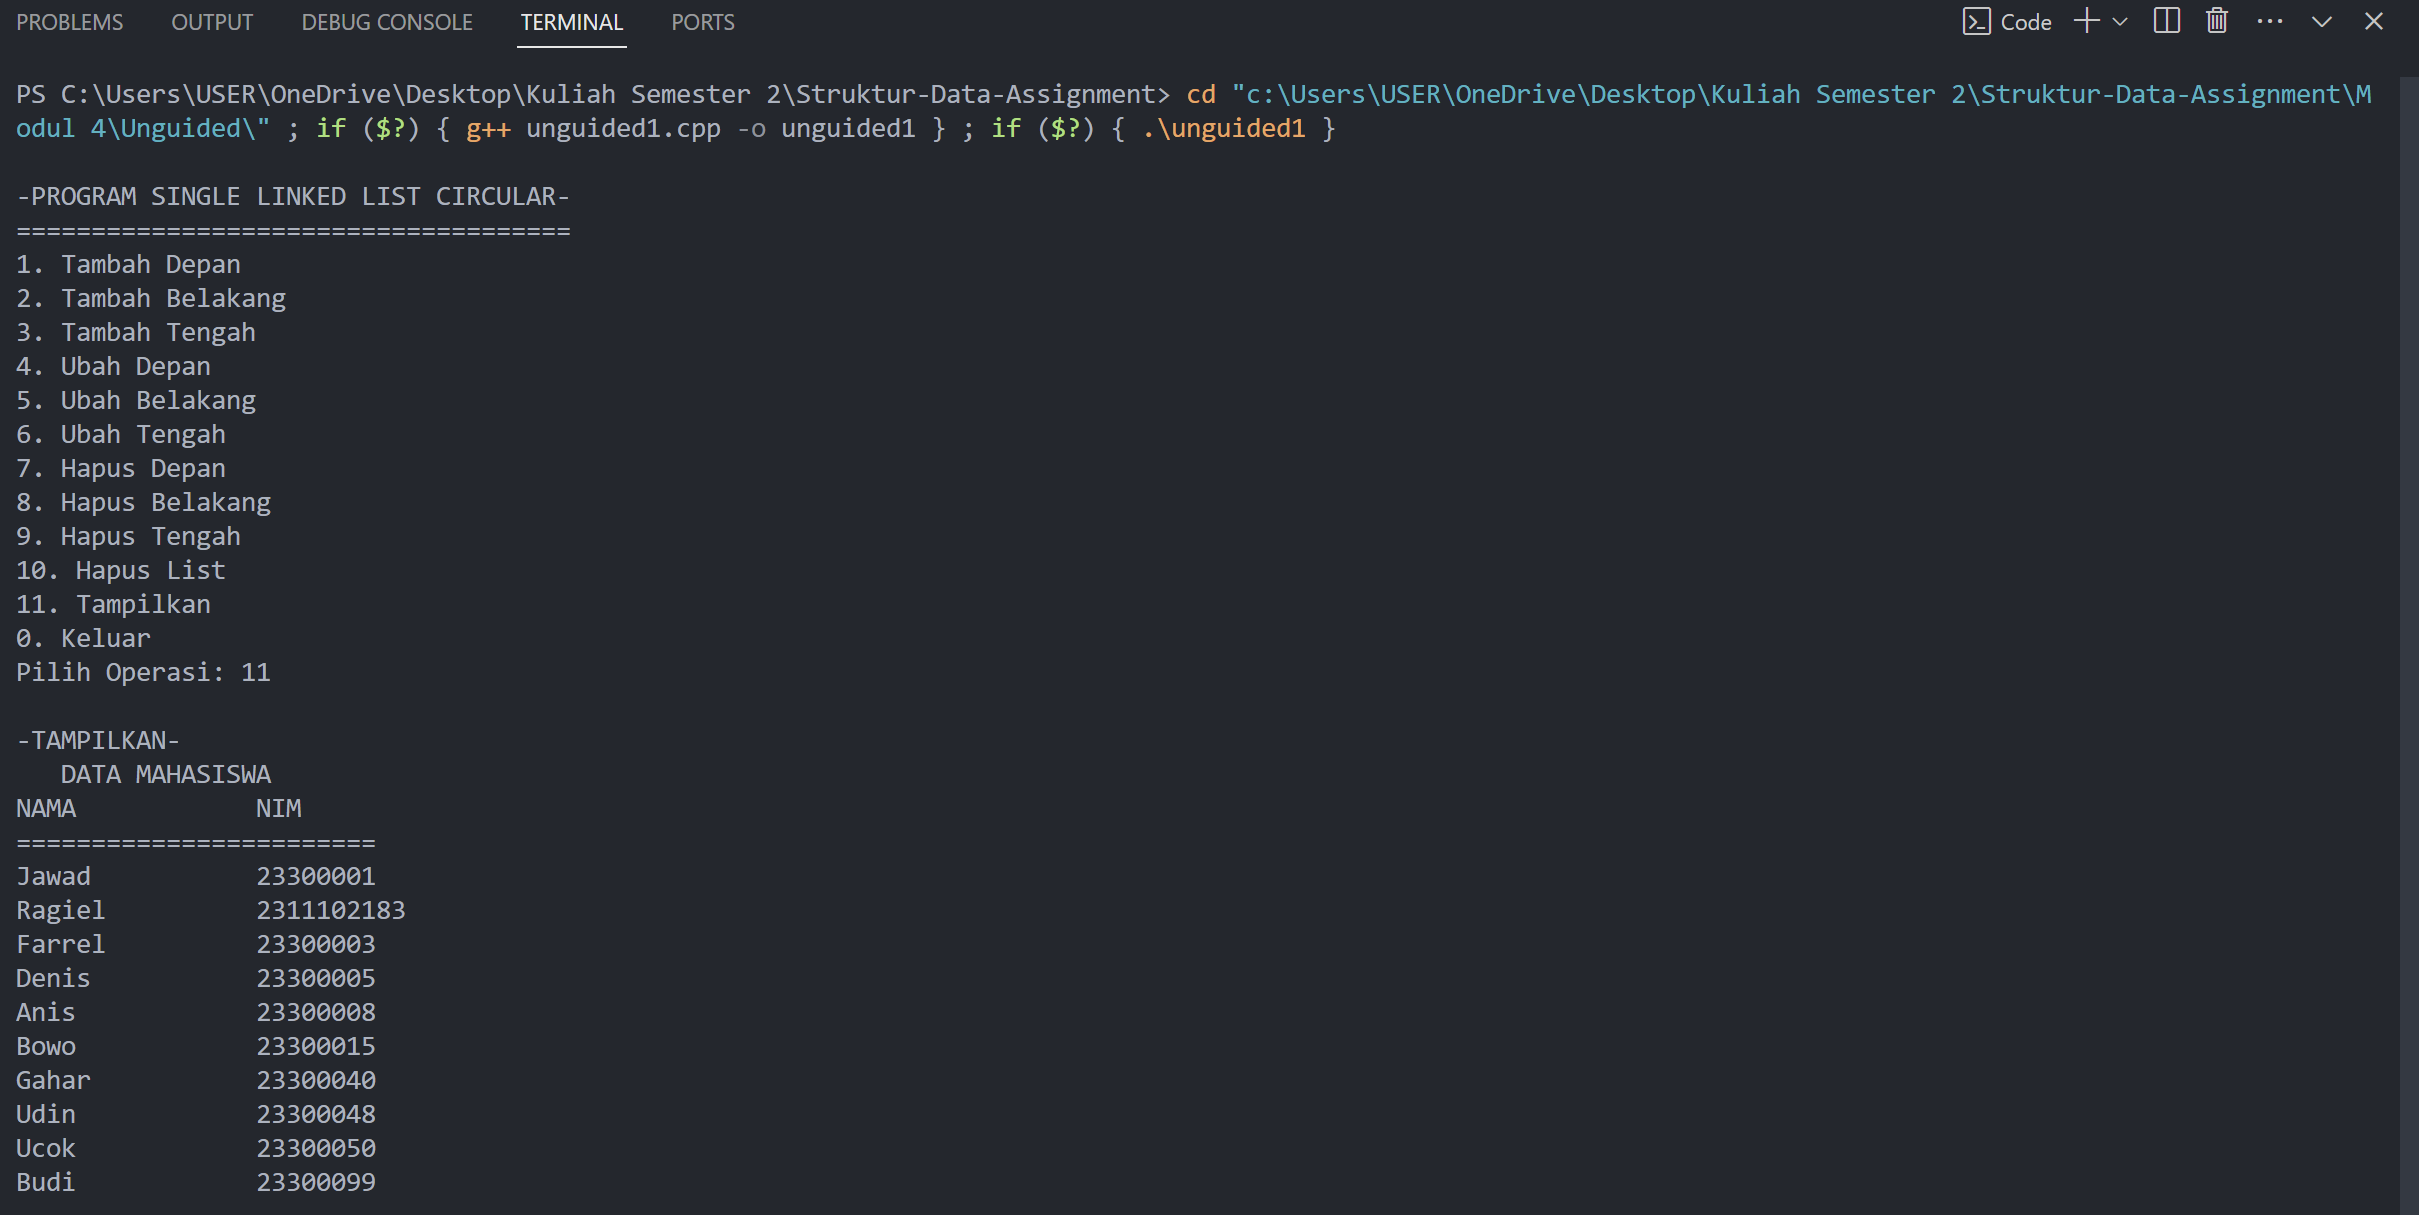 PROBLEMS OUTPUT DEBUG CONSOLE TERMINAL PORTS Code
PS C:\Users\USER\OneDrive\Desktop\Kuliah Semester 2\Struktur-Data-Assignment> cd "c:\Users\USER\OneDrive\Desktop\Kuliah Semester 2\Struktur-Data-Assignment\M
odul 4\Unguided\" ; if ($?) { g++ unguided1.cpp -o unguided1 } ; if ($?) { .\unguided1 }
-PROGRAM SINGLE LINKED LIST CIRCULAR-
=====================================
1. Tambah Depan
2. Tambah Belakang
3. Tambah Tengah
4. Ubah Depan
5. Ubah Belakang
6. Ubah Tengah
7. Hapus Depan
8. Hapus Belakang
9. Hapus Tengah
10. Hapus List
11. Tampilkan
0. Keluar
Pilih Operasi: 11
-TAMPILKAN-
DATA MAHASISWA
NAMA NIM
========================
Jawad 23300001
Ragiel 2311102183
Farrel 23300003
Denis 23300005
Anis 23300008
Bowo 23300015
Gahar 23300040
Udin 23300048
Ucok 23300050
Budi 23300099